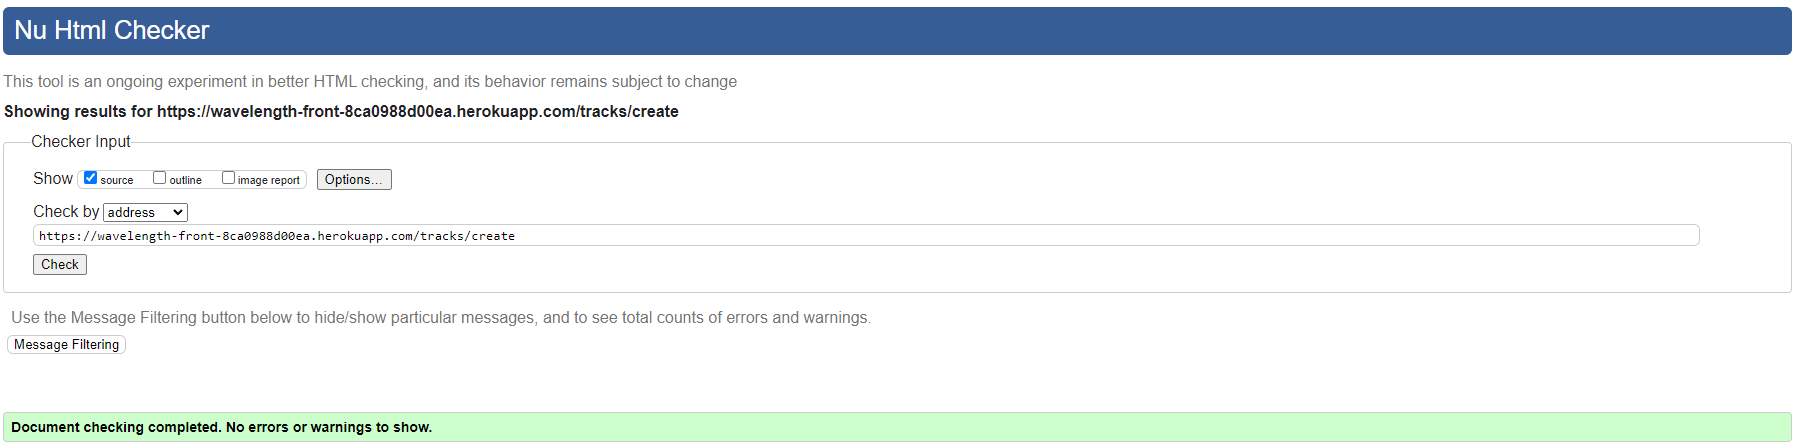 Nu Html Checker
This tool is an ongoing experiment in better HTML checking, and its behavior remains subject to change
Showing results for https://wavelength-front-8ca0988d00ea.herokuapp.com/tracks/create
Checker Input
Show source outline image report Options...
Check by address
https://wavelength-front-8ca0988d00ea.herokuapp.com/tracks/create
Check
Use the Message Filtering button below to hide/show particular messages, and to see total counts of errors and warnings.
Message Filtering
Document checking completed. No errors or warnings to show.